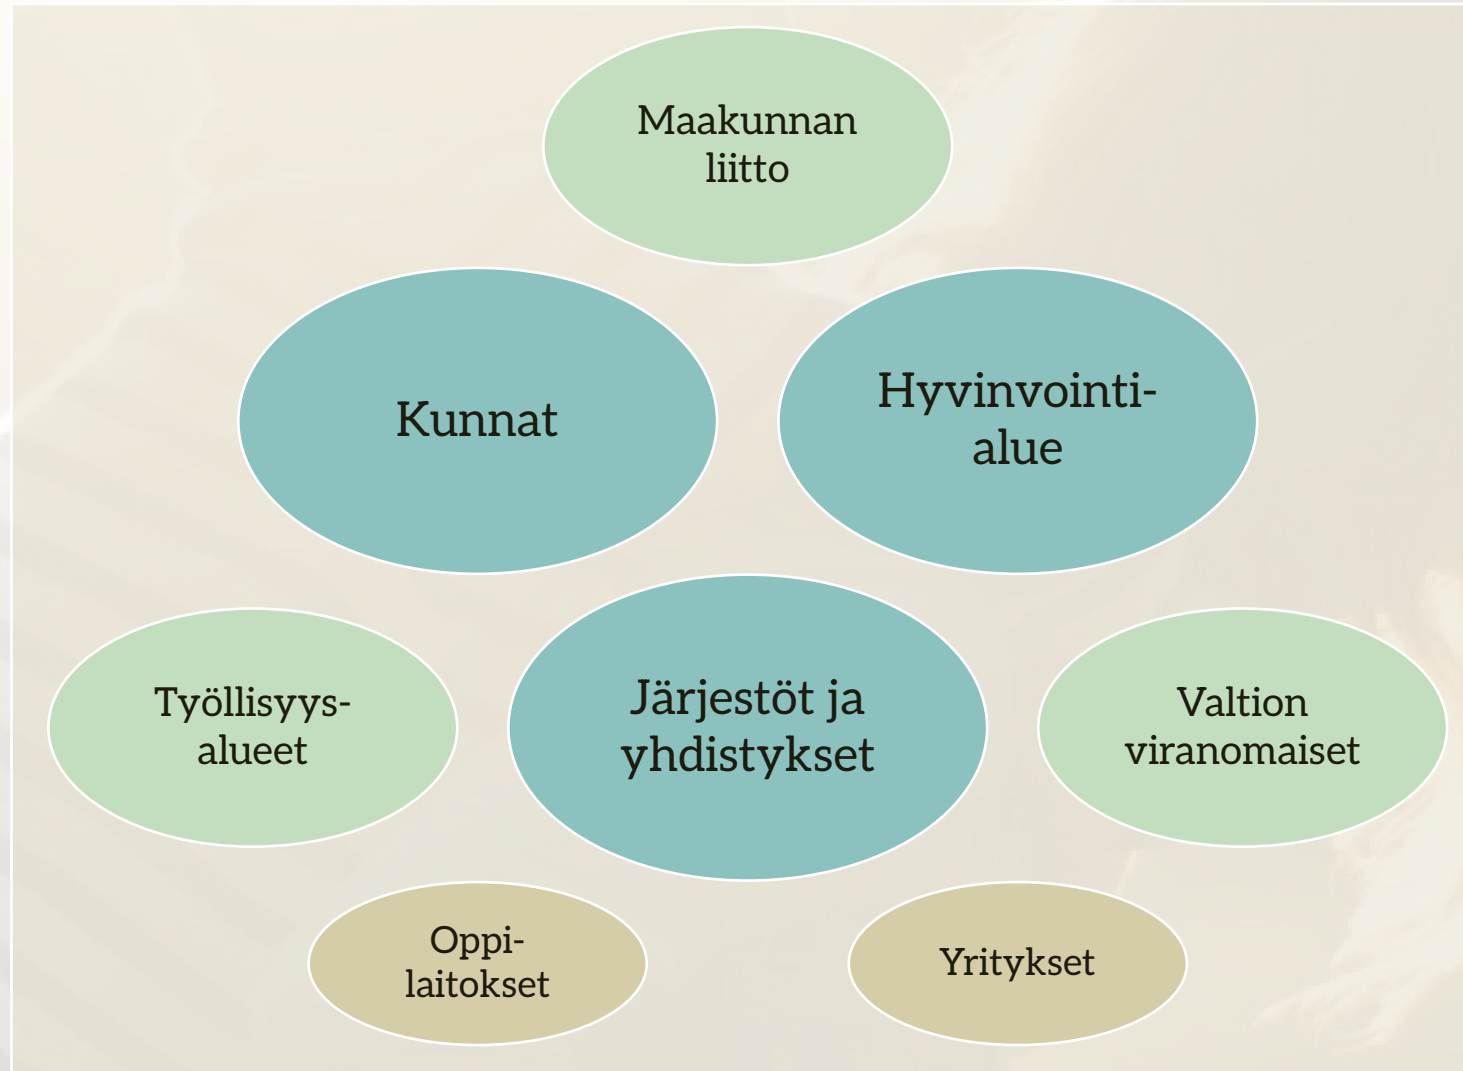 Maakunnan
liitto
Kunnat
Hyvinvointi-
alue
Työllisyys-
alueet
Järjestöt ja
yhdistykset
Valtion
viranomaiset
Oppi-
laitokset
Yritykset